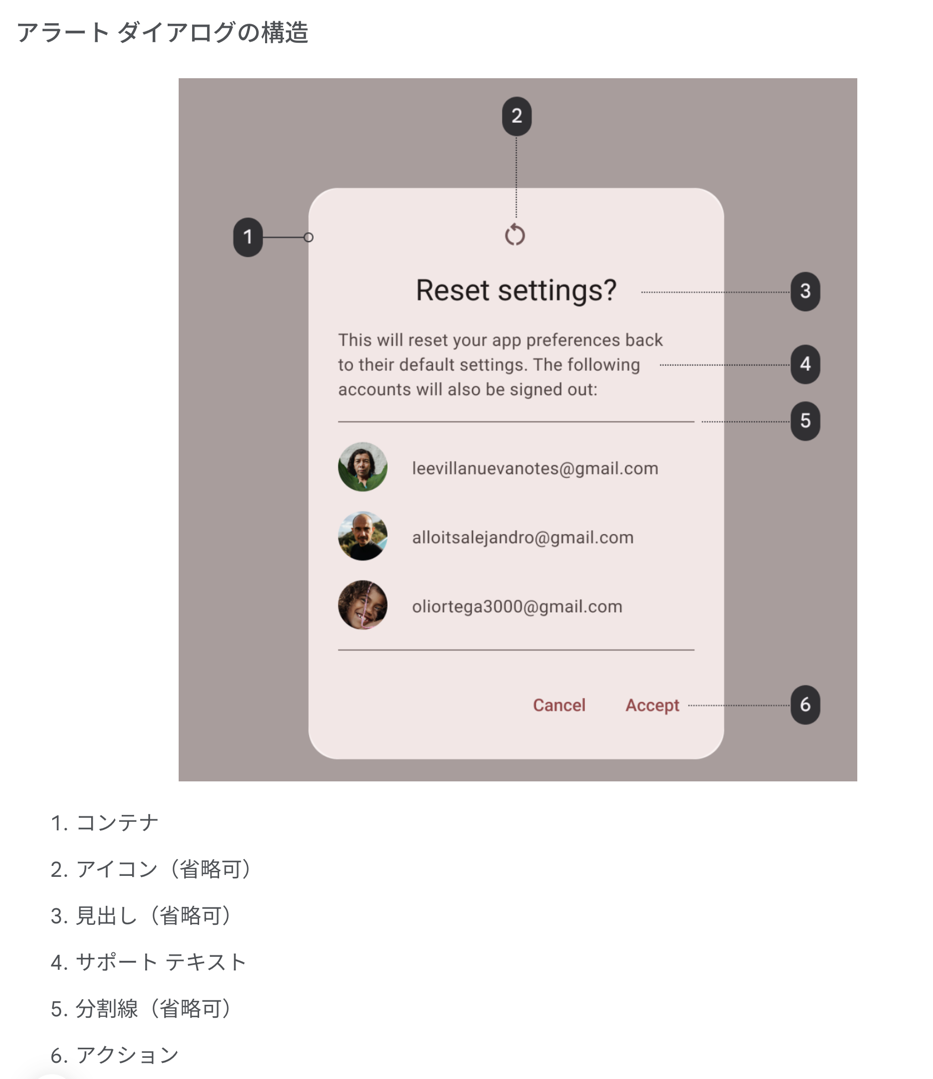 アラート ダイアログの構造
2
1
Reset settings?
3
This will reset your app preferences back
to their default settings. The following
4
accounts will also be signed out:
5
leevillanuevanotes@gmail.com
alloitsalejandro@gmail.com
oliortega3000@gmail.com
Cancel Accept
6
1. コンテナ
2. アイコン（省略可）
3. 見出し（省略可）
4. サポート テキスト
5. 分割線（省略可）
6. アクション